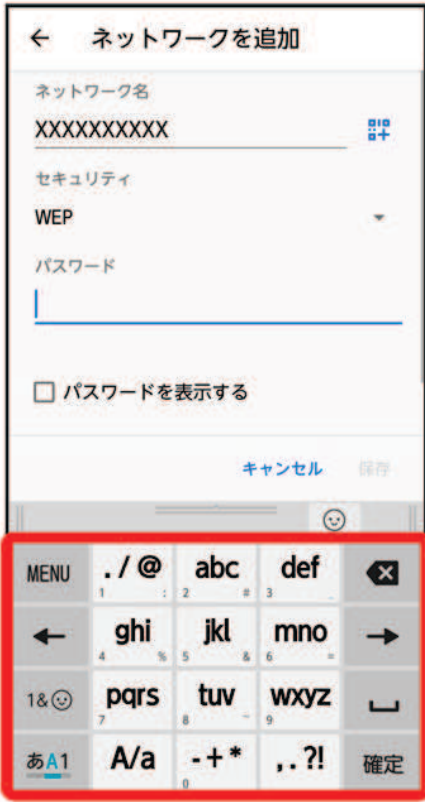 ← ネットワークを追加
ネットワーク名
XXXXXXXXXX
セキュリティ
WEP
パスワード
パスワードを表示する
キャンセル 保存
MENU ./@ abc def
1 : 2 # 3
← ghi jkl mno →
4 % 5 & 6 =
1&☺ pqrs tuv wxyz
7 8 ~ 9
あA1 A/a -+* ,.?! 確定
0